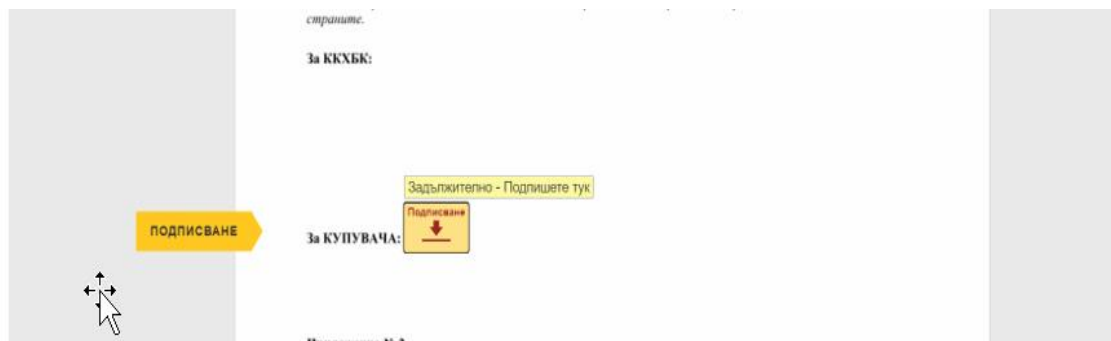 страните.
За ККХБК:
Задължително - Подпишете тук
Подписване
ПОДПИСВАНЕ
За КУПУВАЧА: